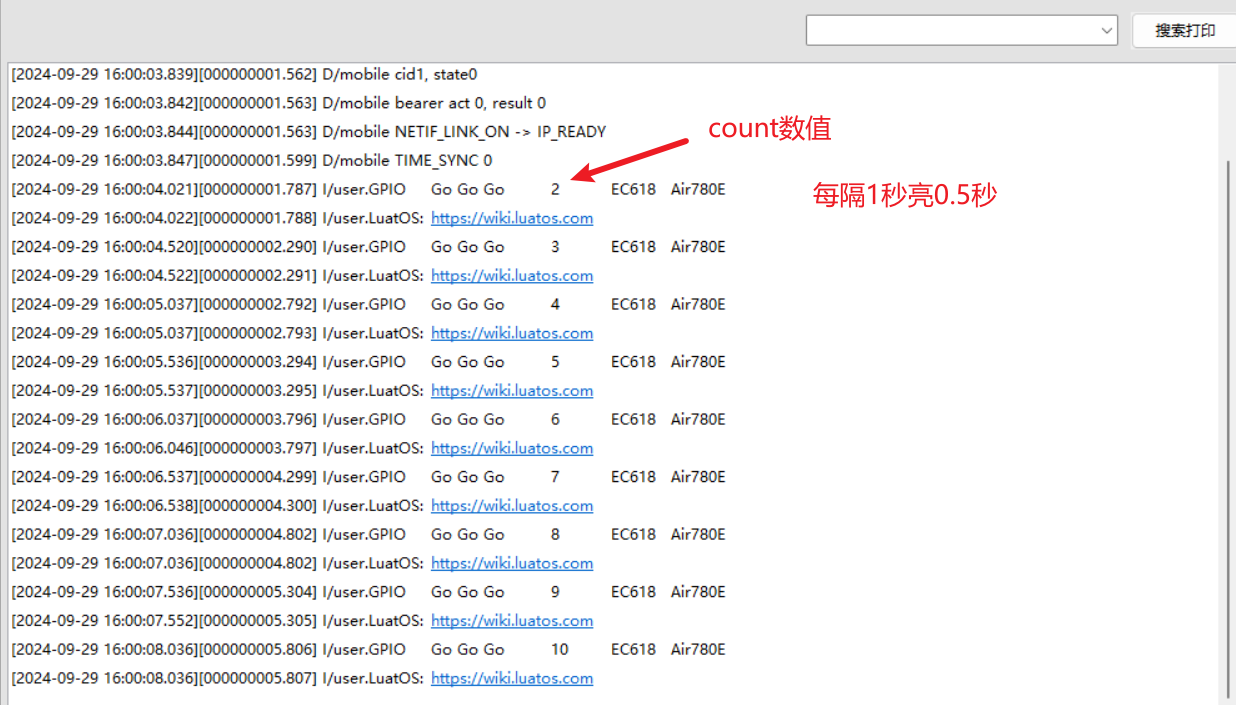 搜索打印
[2024-09-29 16:00:03.839][000000001.562] D/mobile cid1, state0
[2024-09-29 16:00:03.842][000000001.563] D/mobile bearer act 0, result 0
[2024-09-29 16:00:03.844][000000001.563] D/mobile NETIF_LINK_ON -> IP_READY
count数值
[2024-09-29 16:00:03.847][000000001.599] D/mobile TIME_SYNC 0
[2024-09-29 16:00:04.021][000000001.787] I/user.GPIO Go Go Go 2 EC618 Air780E
每隔1秒亮0.5秒
[2024-09-29 16:00:04.022][000000001.788] I/user.LuatOS: https://wiki.luatos.com
[2024-09-29 16:00:04.520][000000002.290] I/user.GPIO Go Go Go 3 EC618 Air780E
[2024-09-29 16:00:04.522][000000002.291] I/user.LuatOS: https://wiki.luatos.com
[2024-09-29 16:00:05.037][000000002.792] I/user.GPIO Go Go Go 4 EC618 Air780E
[2024-09-29 16:00:05.037][000000002.793] I/user.LuatOS: https://wiki.luatos.com
[2024-09-29 16:00:05.536][000000003.294] I/user.GPIO Go Go Go 5 EC618 Air780E
[2024-09-29 16:00:05.537][000000003.295] I/user.LuatOS: https://wiki.luatos.com
[2024-09-29 16:00:06.037][000000003.796] I/user.GPIO Go Go Go 6 EC618 Air780E
[2024-09-29 16:00:06.046][000000003.797] I/user.LuatOS: https://wiki.luatos.com
[2024-09-29 16:00:06.537][000000004.299] I/user.GPIO Go Go Go 7 EC618 Air780E
[2024-09-29 16:00:06.538][000000004.300] I/user.LuatOS: https://wiki.luatos.com
[2024-09-29 16:00:07.036][000000004.802] I/user.GPIO Go Go Go 8 EC618 Air780E
[2024-09-29 16:00:07.036][000000004.802] I/user.LuatOS: https://wiki.luatos.com
[2024-09-29 16:00:07.536][000000005.304] I/user.GPIO Go Go Go 9 EC618 Air780E
[2024-09-29 16:00:07.552][000000005.305] I/user.LuatOS: https://wiki.luatos.com
[2024-09-29 16:00:08.036][000000005.806] I/user.GPIO Go Go Go 10 EC618 Air780E
[2024-09-29 16:00:08.036][000000005.807] I/user.LuatOS: https://wiki.luatos.com